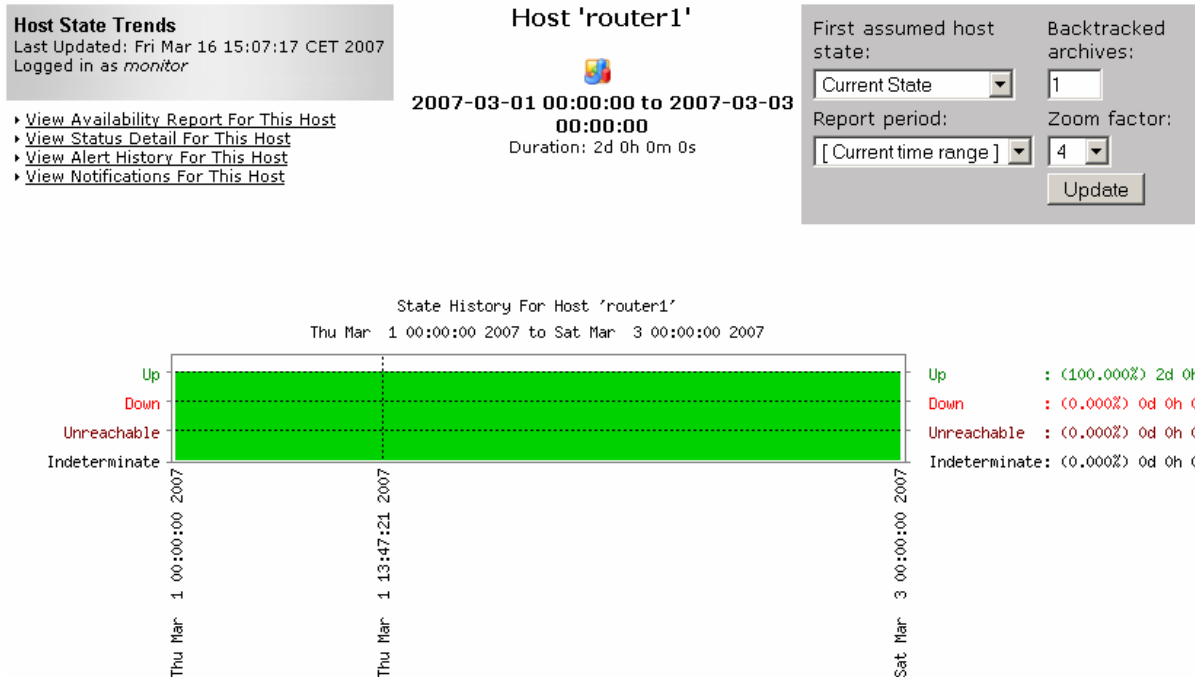 Host State Trends
Last Updated: Fri Mar 16 15:07:17 CET 2007
Logged in as monitor
View Availability Report For This Host
View Status Detail For This Host
View Alert History For This Host
View Notifications For This Host
Host 'router1'
2007-03-01 00:00:00 to 2007-03-03
00:00:00
Duration: 2d 0h 0m 0s
First assumed host
state:
Current State
Backtracked
archives:
1
Report period:
[ Current time range ]
Zoom factor:
4
Update
State History For Host 'router1'
Thu Mar 1 00:00:00 2007 to Sat Mar 3 00:00:00 2007
Up
Down
Unreachable
Indeterminate
Up : (100.000%) 2d 0h
Down : (0.000%) 0d 0h
Unreachable : (0.000%) 0d 0h
Indeterminate: (0.000%) 0d 0h
Thu Mar 1 00:00:00 2007
Thu Mar 1 13:47:21 2007
Sat Mar 3 00:00:00 2007